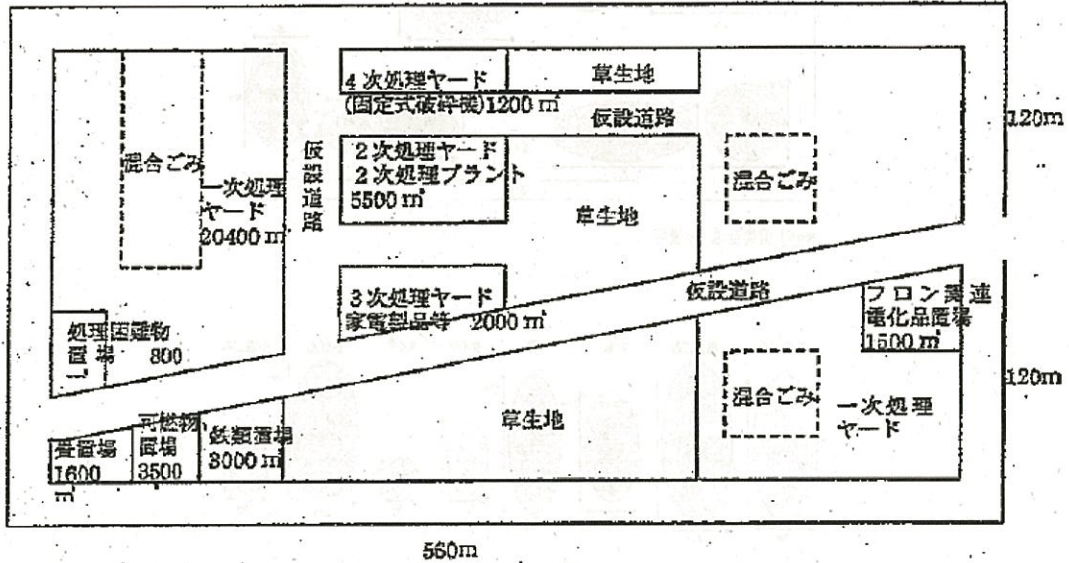 混合ごみ
一次処理
ヤード
20400㎡
処理困難物
置場 800
㎡
仮設道路
4次処理ヤード
(固定式破砕機)1200㎡
草生地
仮設道路
2次処理ヤード
2次処理プラント
5500㎡
草生地
3次処理ヤード
家電製品等 2000㎡
混合ごみ
120m
仮設道路
フロン関連
電化品置場
1500㎡
混合ごみ
一次処理
ヤード
120m
畳置場
1600
㎡
可燃物
置場
3500
鉄類置場
3000㎡
草生地
560m